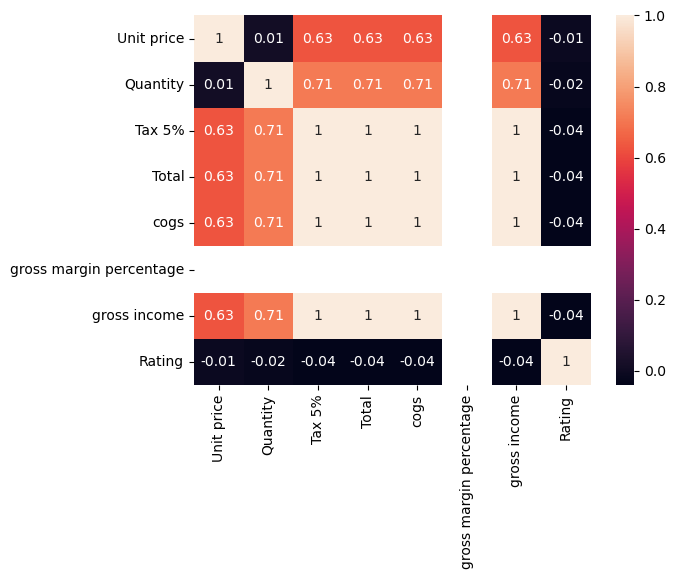 Unit price 1 0.01 0.63 0.63 0.63 0.63 -0.01
Quantity 0.01 1 0.71 0.71 0.71 0.71 -0.02
Tax 5% 0.63 0.71 1 1 1 1 -0.04
Total 0.63 0.71 1 1 1 1 -0.04
cogs 0.63 0.71 1 1 1 1 -0.04
gross margin percentage
gross income 0.63 0.71 1 1 1 1 -0.04
Rating -0.01 -0.02 -0.04 -0.04 -0.04 -0.04 1
Unit price
Quantity
Tax 5%
Total
cogs
gross margin percentage
gross income
Rating
1.0
0.8
0.6
0.4
0.2
0.0